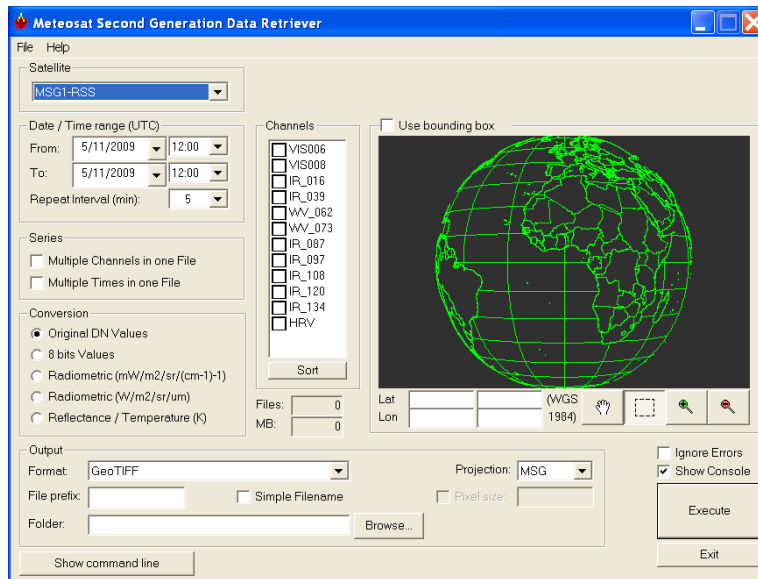 Meteosat Second Generation Data Retriever
File Help
Satellite
MSG1-RSS
Date / Time range (UTC)
From: 5/11/2009 12:00
To: 5/11/2009 12:00
Repeat Interval (min): 5
Series
Multiple Channels in one File
Multiple Times in one File
Conversion
Original DN Values
8 bits Values
Radiometric (mW/m2/sr/(cm-1)-1)
Radiometric (W/m2/sr/um)
Reflectance / Temperature (K)
Channels
VIS006
VIS008
IR_016
IR_039
WV_062
WV_073
IR_087
IR_097
IR_108
IR_120
IR_134
HRV
Sort
Files: 0
MB: 0
Use bounding box
Lat (WGS
Lon 1984)
Output
Format: GeoTIFF Projection: MSG
File prefix: Simple Filename Pixel size:
Folder: Browse...
Ignore Errors
Show Console
Execute
Exit
Show command line